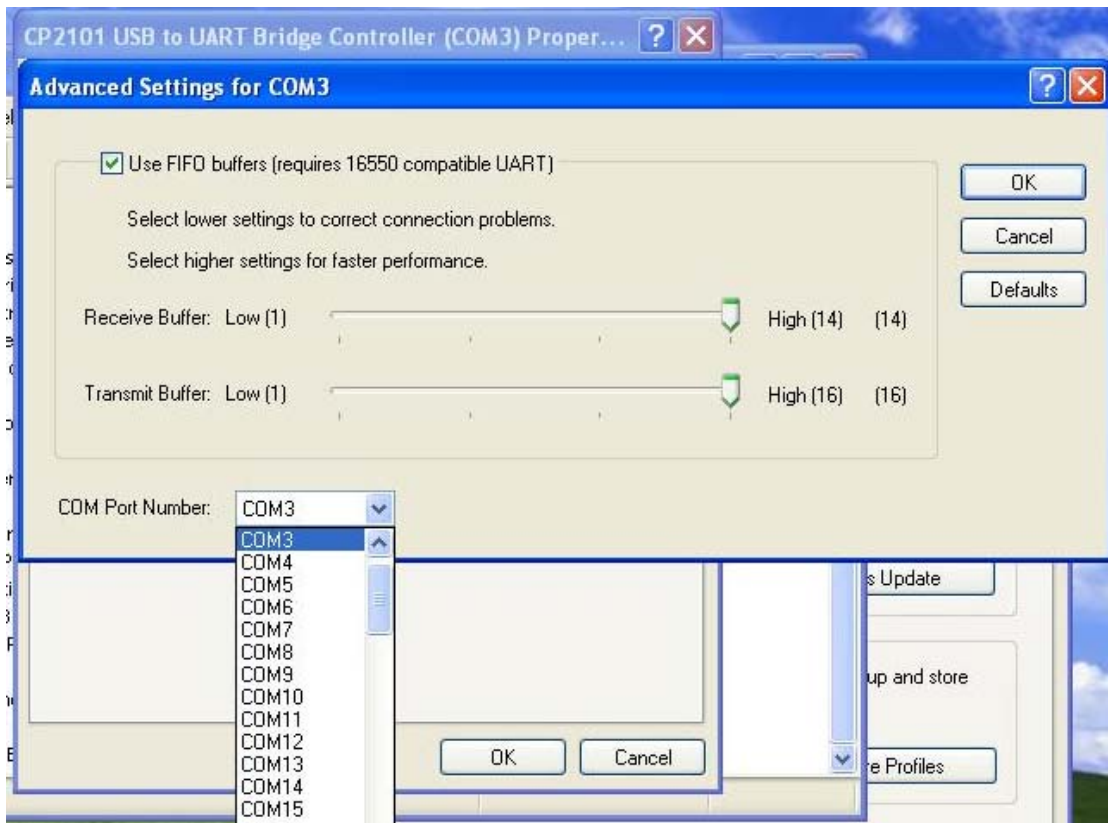 CP2101 USB to UART Bridge Controller (COM3) Proper...
Advanced Settings for COM3
Use FIFO buffers (requires 16550 compatible UART)
OK
Select lower settings to correct connection problems.
Cancel
Select higher settings for faster performance.
Defaults
Receive Buffer: Low (1) High (14) (14)
Transmit Buffer: Low (1) High (16) (16)
COM Port Number: COM3
COM3
COM4
COM5
COM6
COM7
COM8
COM9
COM10
COM11
COM12
COM13
COM14
COM15
s Update
up and store
OK Cancel
re Profiles